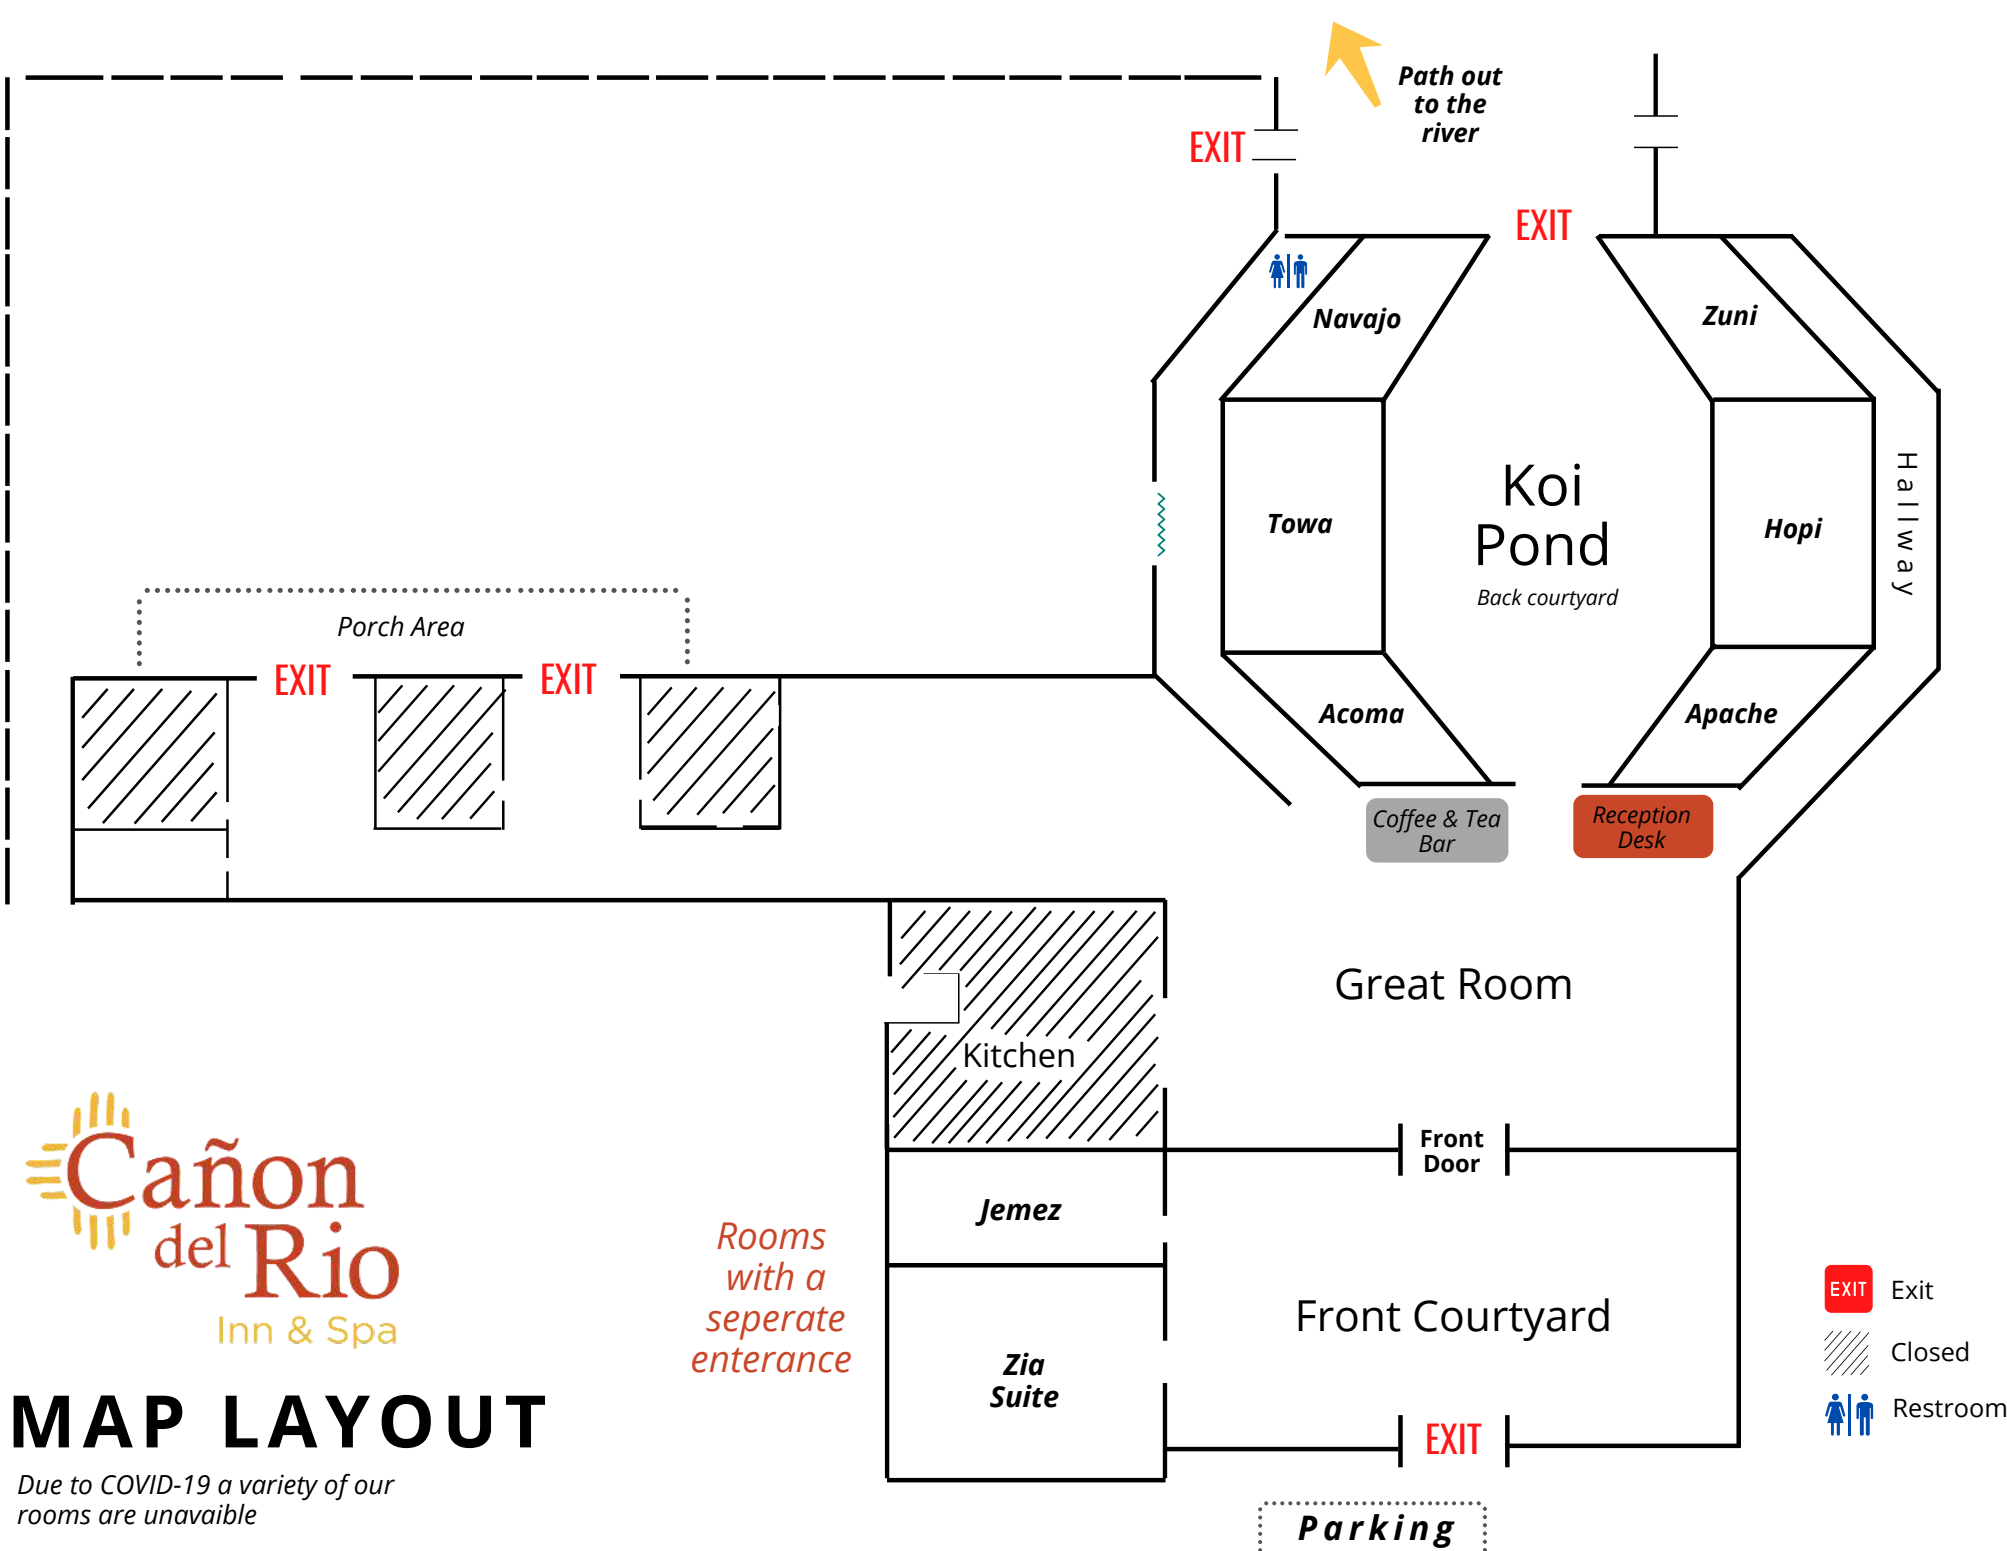 Path out
to the
river
EXIT
EXIT
Navajo
Zuni
Koi
Pond
Back courtyard
Towa
Hopi
Hallway
Porch Area
EXIT
EXIT
Acoma
Apache
Coffee & Tea
Bar
Reception
Desk
Great Room
Kitchen
Front
Door
Jemez
Rooms
with a
seperate
enterance
Front Courtyard
Zia
Suite
EXIT
Parking
Cañon
del Rio
Inn & Spa
MAP LAYOUT
Due to COVID-19 a variety of our
rooms are unavaible
EXIT Exit
Closed
Restroom